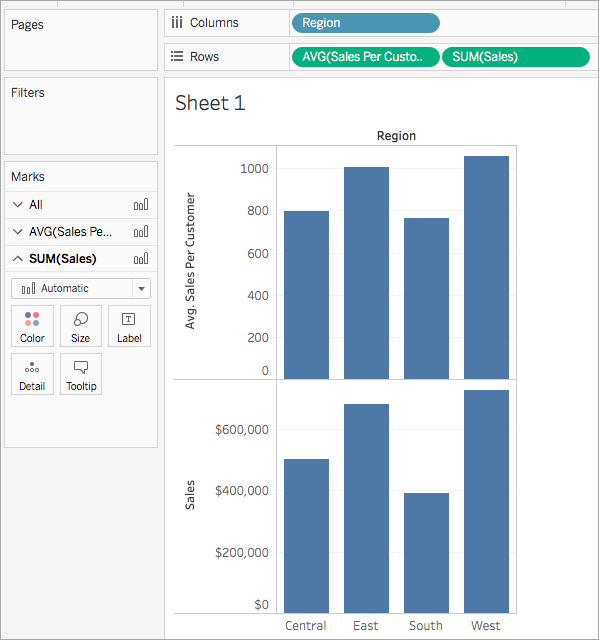 Pages
Columns
Region
Rows
AVG(Sales Per Custo..
SUM(Sales)
Filters
Marks
All
AVG(Sales Pe...
SUM(Sales)
Automatic
Color
Size
Label
Detail
Tooltip
Sheet 1
Region
Avg. Sales Per Customer
1000
800
600
400
200
0
Sales
$600,000
$400,000
$200,000
$0
Central East South West